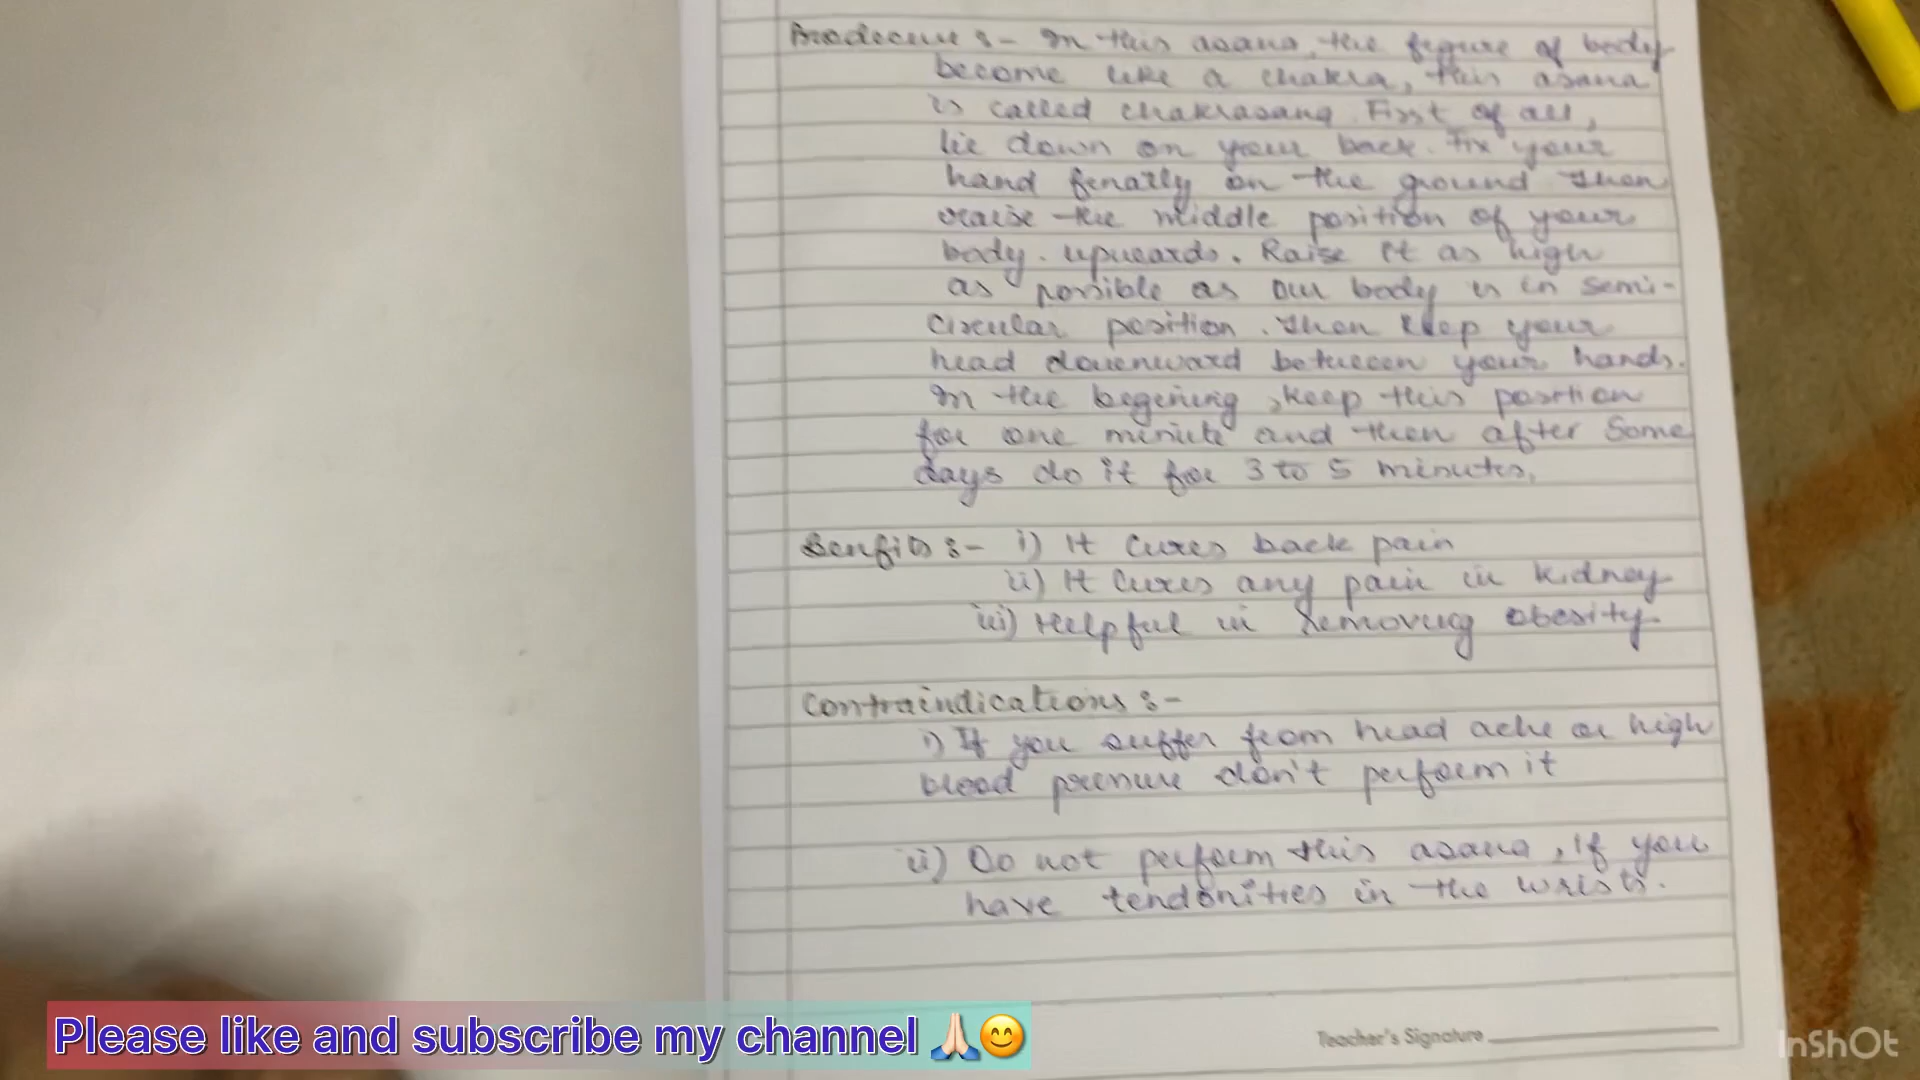 Procedure :- In this asana, the figure of body
become like a chakra, this asana
is called chakrasana. First of all,
lie down on your back. Fix your
hand on the ground then
raise the middle position of your
body. upwards. Raise it as high
as possible as our body is in semi-
circular position. Then keep your
head downward between your hands.
In the begening, keep this position
for one minute and then after some
days do it for 3 to 5 minutes.
Benfits :- i) It cures back pain
ii) It cures any pain in kidney
iii) Helpful in removing obesity.
Contraindications :-
i) If you suffer from head ache or high
blood pressure don't perform it
ii) Do not perform this asana, if you
have tendonities in the wrists.
Teacher's Signature
Please like and subscribe my channel 🙏🏻😊
InShOt